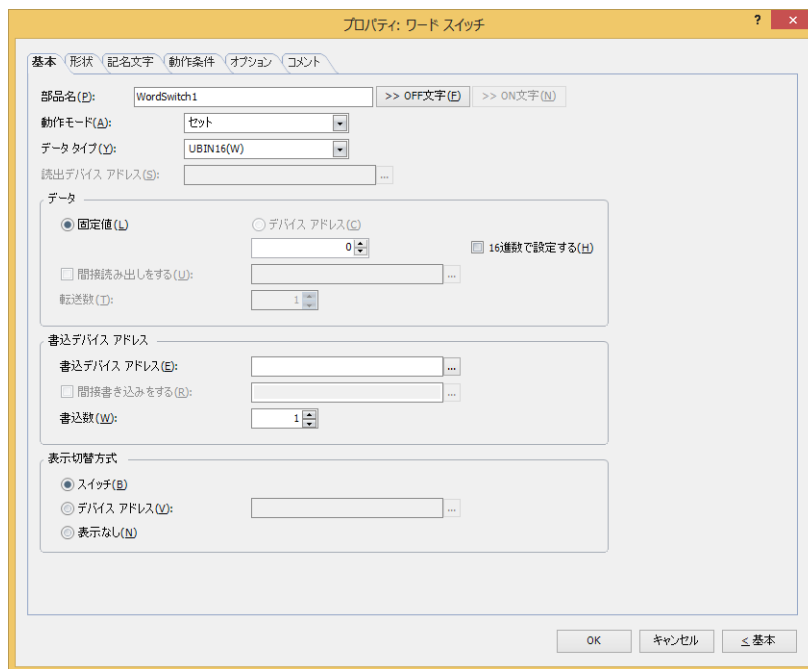 プロパティ: ワード スイッチ ? ×
基本 形状 記名文字 動作条件 オプション コメント
部品名(P): WordSwitch1 >> OFF文字(F) >> ON文字(N)
動作モード(A): セット
データ タイプ(Y): UBIN16(W)
読出デバイス アドレス(S): ...
データ
固定値(L) デバイス アドレス(C)
0 16進数で設定する(H)
間接読み出しをする(U): ...
転送数(T): 1
書込デバイス アドレス
書込デバイス アドレス(E): ...
間接書き込みをする(R): ...
書込数(W): 1
表示切替方式
スイッチ(B)
デバイス アドレス(V): ...
表示なし(N)
OK キャンセル < 基本